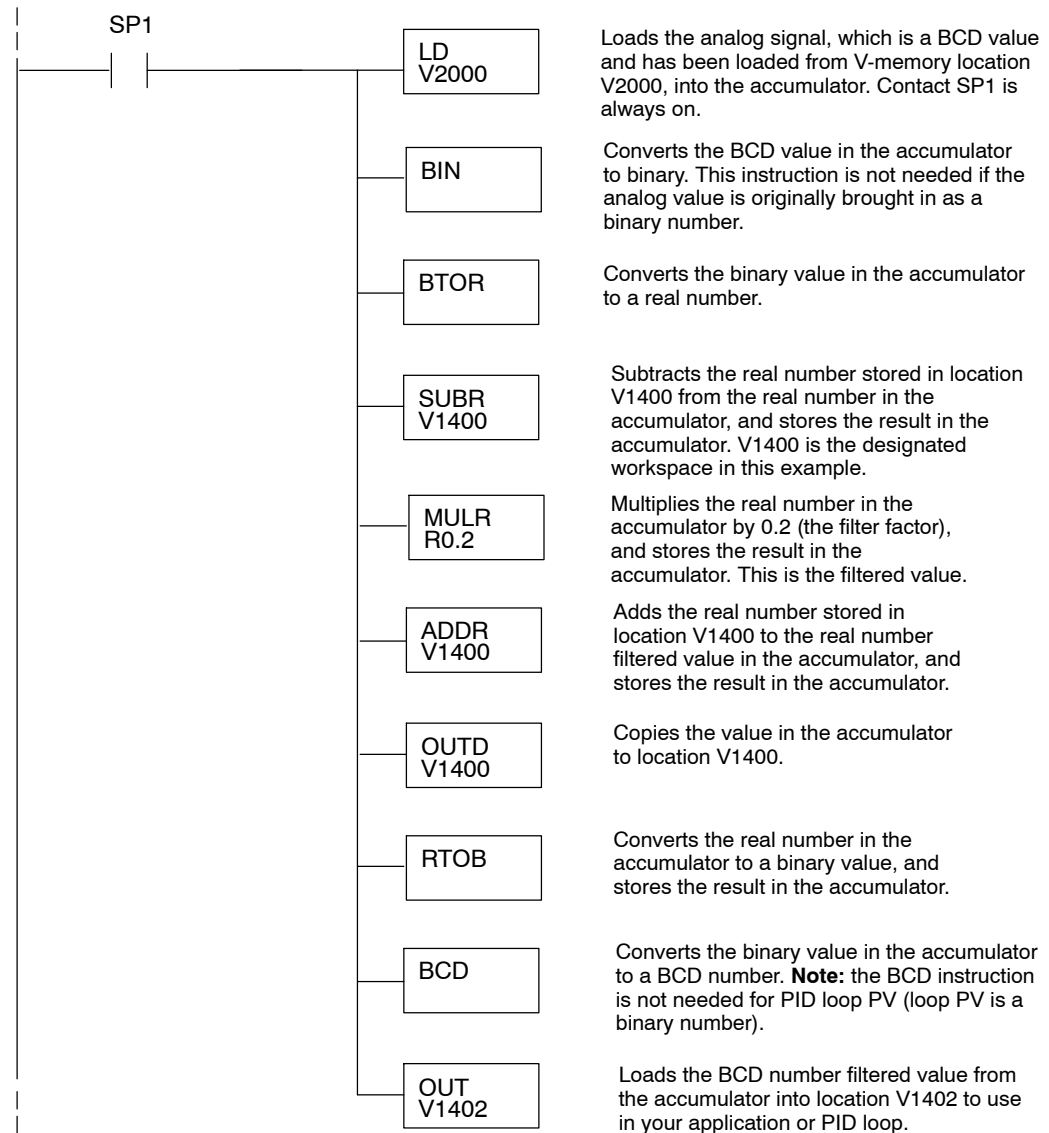 SP1
LD
V2000
Loads the analog signal, which is a BCD value
and has been loaded from V-memory location
V2000, into the accumulator. Contact SP1 is
always on.
BIN
Converts the BCD value in the accumulator
to binary. This instruction is not needed if the
analog value is originally brought in as a
binary number.
BTOR
Converts the binary value in the accumulator
to a real number.
SUBR
V1400
Subtracts the real number stored in location
V1400 from the real number in the
accumulator, and stores the result in the
accumulator. V1400 is the designated
workspace in this example.
MULR
R0.2
Multiplies the real number in the
accumulator by 0.2 (the filter factor),
and stores the result in the
accumulator. This is the filtered value.
ADDR
V1400
Adds the real number stored in
location V1400 to the real number
filtered value in the accumulator, and
stores the result in the accumulator.
OUTD
V1400
Copies the value in the accumulator
to location V1400.
RTOB
Converts the real number in the
accumulator to a binary value, and
stores the result in the accumulator.
BCD
Converts the binary value in the accumulator
to a BCD number. Note: the BCD instruction
is not needed for PID loop PV (loop PV is a
binary number).
OUT
V1402
Loads the BCD number filtered value from
the accumulator into location V1402 to use
in your application or PID loop.